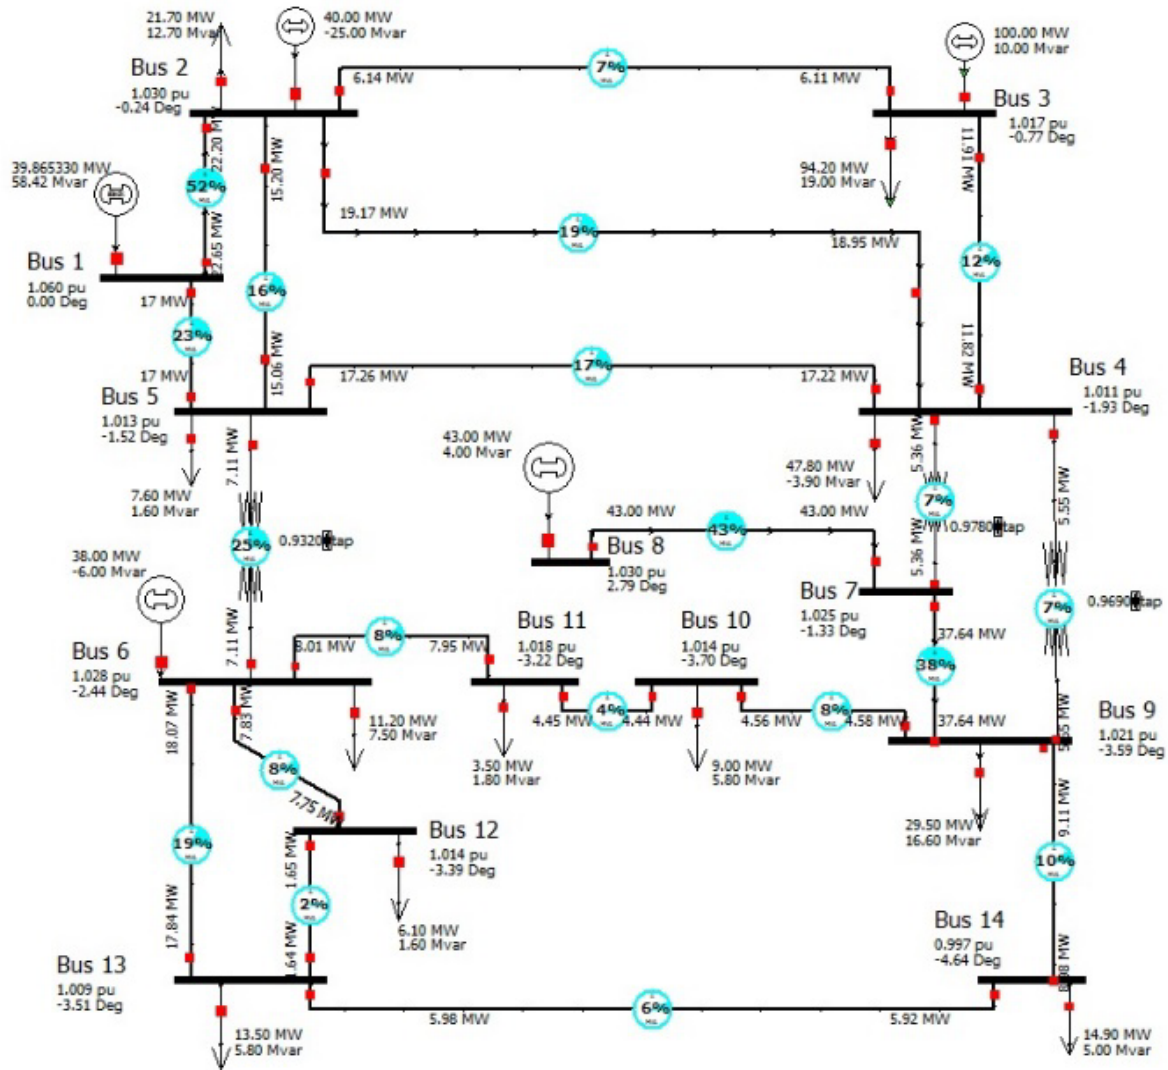 21.70 MW
12.70 Mvar
40.00 MW
-25.00 Mvar
100.00 MW
10.00 Mvar
Bus 2
1.030 pu
-0.24 Deg
6.14 MW
7%
6.11 MW
Bus 3
1.017 pu
-0.77 Deg
22.20 MW
15.20 MW
11.91 MW
39.865330 MW
58.42 Mvar
52%
94.20 MW
19.00 Mvar
19.17 MW
19%
18.95 MW
22.65 MW
Bus 1
1.060 pu
0.00 Deg
16%
12%
17 MW
23%
17 MW
15.06 MW
11.82 MW
17.26 MW
17%
17.22 MW
Bus 5
1.013 pu
-1.52 Deg
Bus 4
1.011 pu
-1.93 Deg
7.11 MW
5.36 MW
5.55 MW
7.60 MW
1.60 Mvar
43.00 MW
4.00 Mvar
47.80 MW
-3.90 Mvar
7%
0.9780 tap
43.00 MW
43%
43.00 MW
25%
0.9320 tap
5.36 MW
38.00 MW
-6.00 Mvar
Bus 8
1.030 pu
2.79 Deg
Bus 7
1.025 pu
-1.33 Deg
7%
0.9690 tap
7.11 MW
8.01 MW
8%
7.95 MW
Bus 11
1.018 pu
-3.22 Deg
Bus 10
1.014 pu
-3.70 Deg
37.64 MW
38%
37.64 MW
Bus 6
1.028 pu
-2.44 Deg
18.07 MW
7.83 MW
11.20 MW
7.50 Mvar
4.45 MW
4%
4.44 MW
4.56 MW
8%
4.58 MW
Bus 9
1.021 pu
-3.59 Deg
3.50 MW
1.80 Mvar
9.00 MW
5.80 Mvar
8%
7.75 MW
9.11 MW
29.50 MW
16.60 Mvar
Bus 12
1.014 pu
-3.39 Deg
19%
1.65 MW
10%
2%
17.84 MW
6.10 MW
1.60 Mvar
1.64 MW
Bus 14
0.997 pu
-4.64 Deg
Bus 13
1.009 pu
-3.51 Deg
5.98 MW
6%
5.92 MW
13.50 MW
5.80 Mvar
14.90 MW
5.00 Mvar